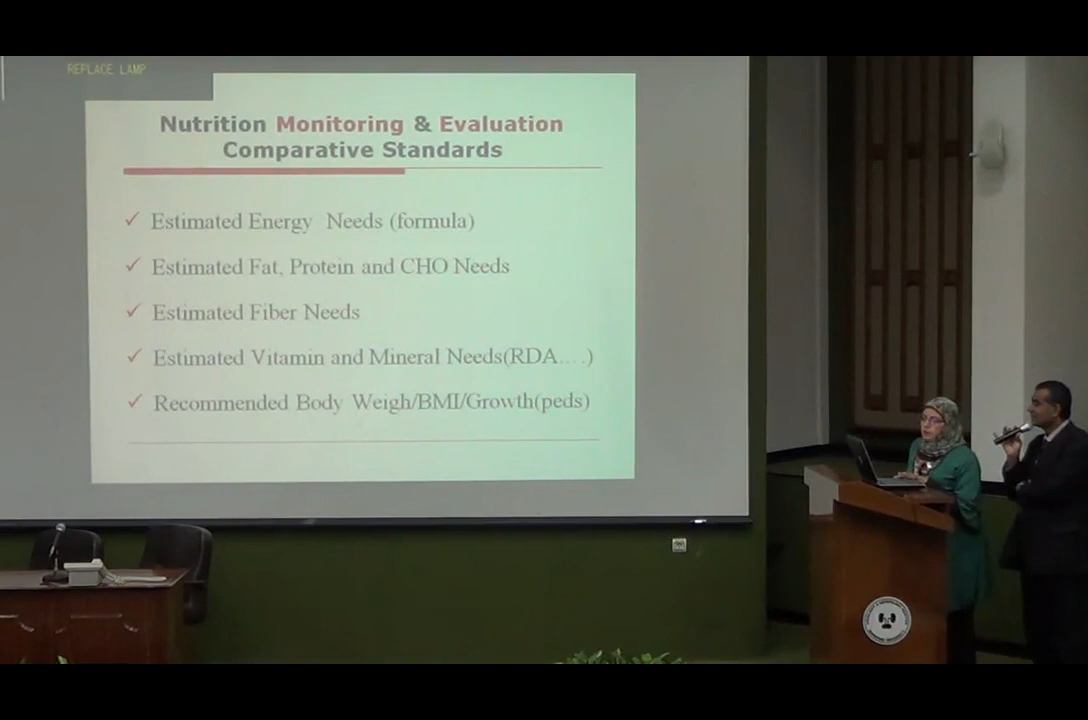 REPLACE LAMP
Nutrition Monitoring & Evaluation
Comparative Standards
✓ Estimated Energy Needs (formula)
✓ Estimated Fat, Protein and CHO Needs
✓ Estimated Fiber Needs
✓ Estimated Vitamin and Mineral Needs(RDA....)
✓ Recommended Body Weigh/BMI/Growth(peds)